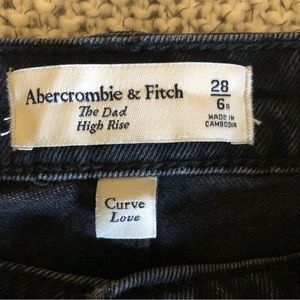 Abercrombie & Fitch
The Dad
High Rise
28
6R
MADE IN
CAMBODIA
Curve
Love